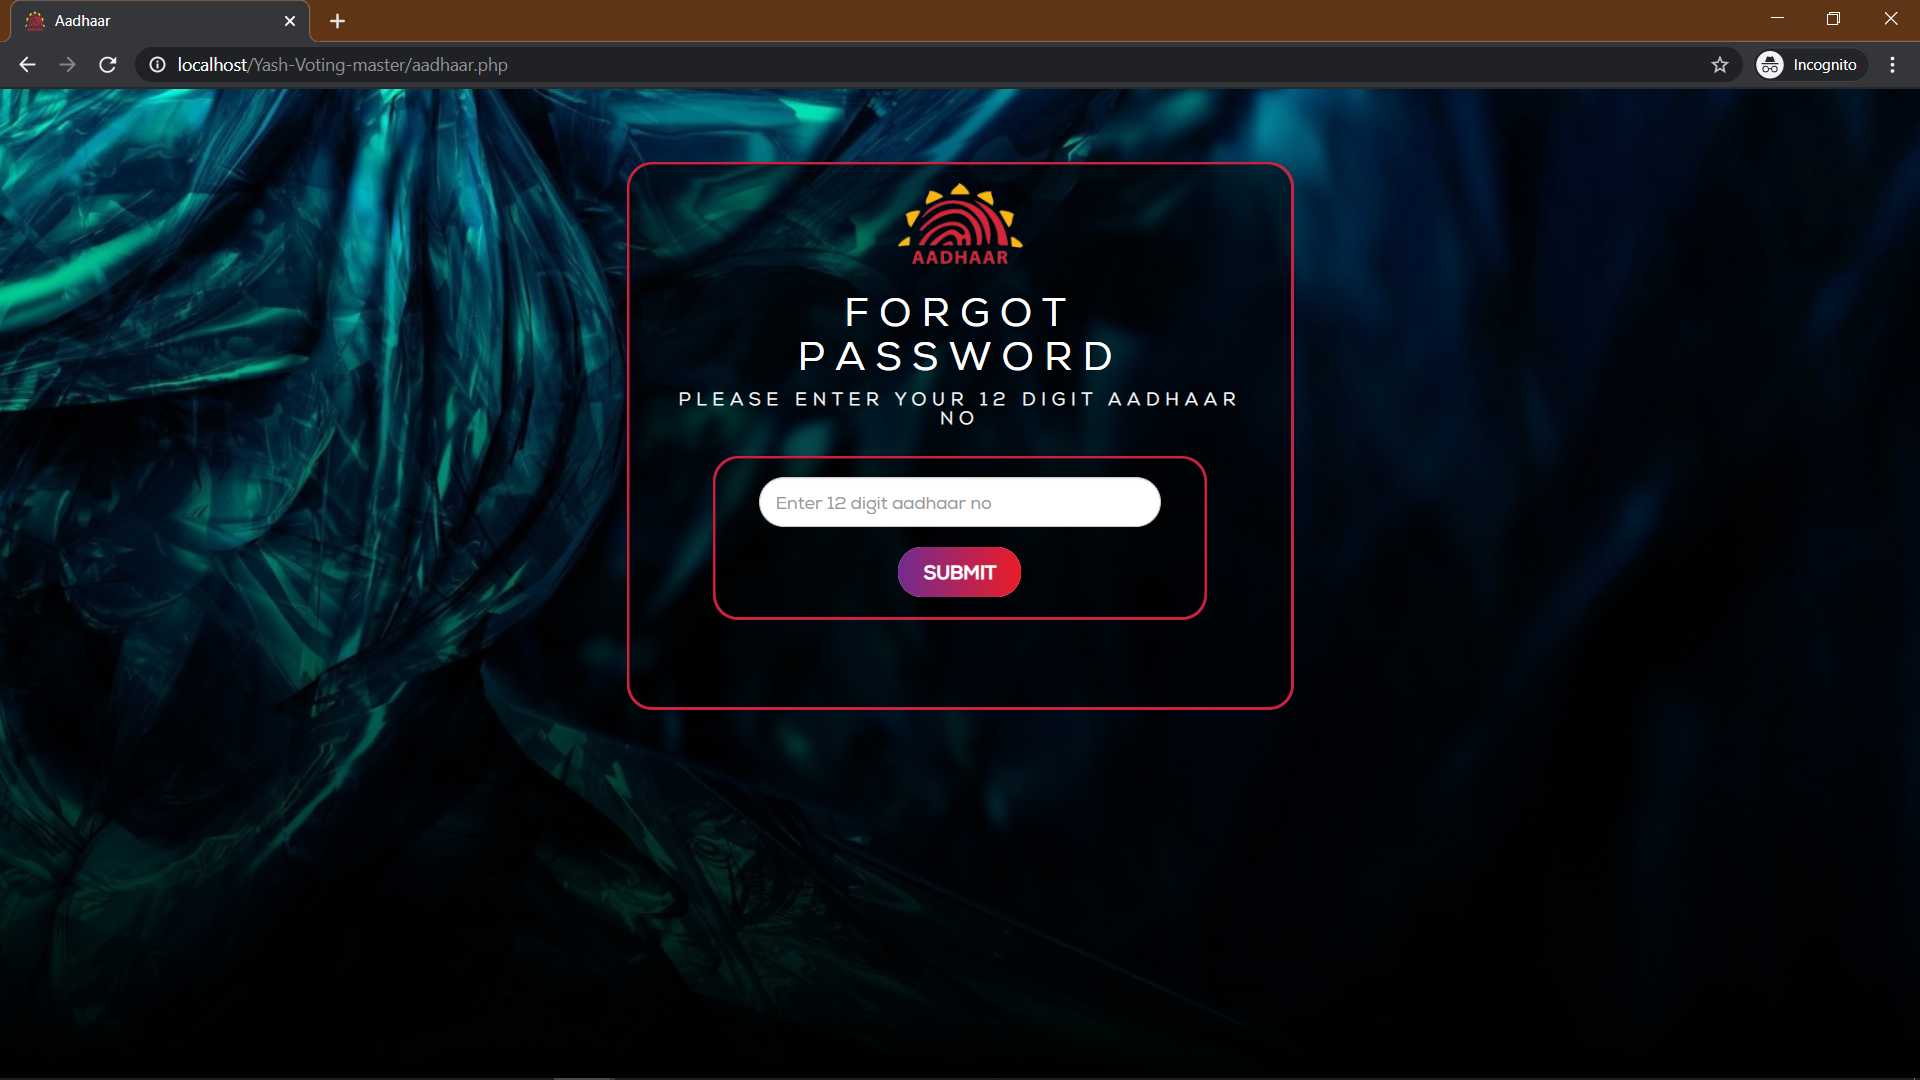 Aadhaar
localhost/Yash-Voting-master/aadhaar.php
Incognito
AADHAAR
FORGOT
PASSWORD
PLEASE ENTER YOUR 12 DIGIT AADHAAR
NO
Enter 12 digit aadhaar no
SUBMIT